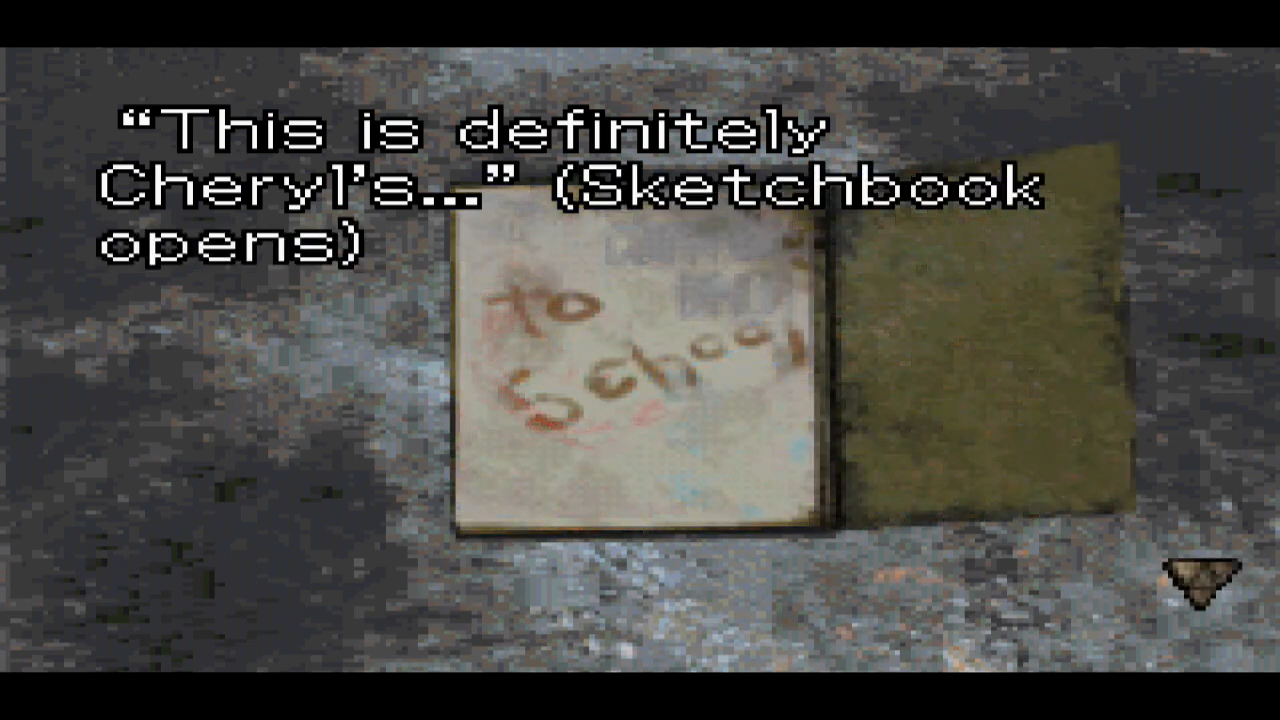 “This is definitely
Cheryl’s…” (Sketchbook
opens)
to
School